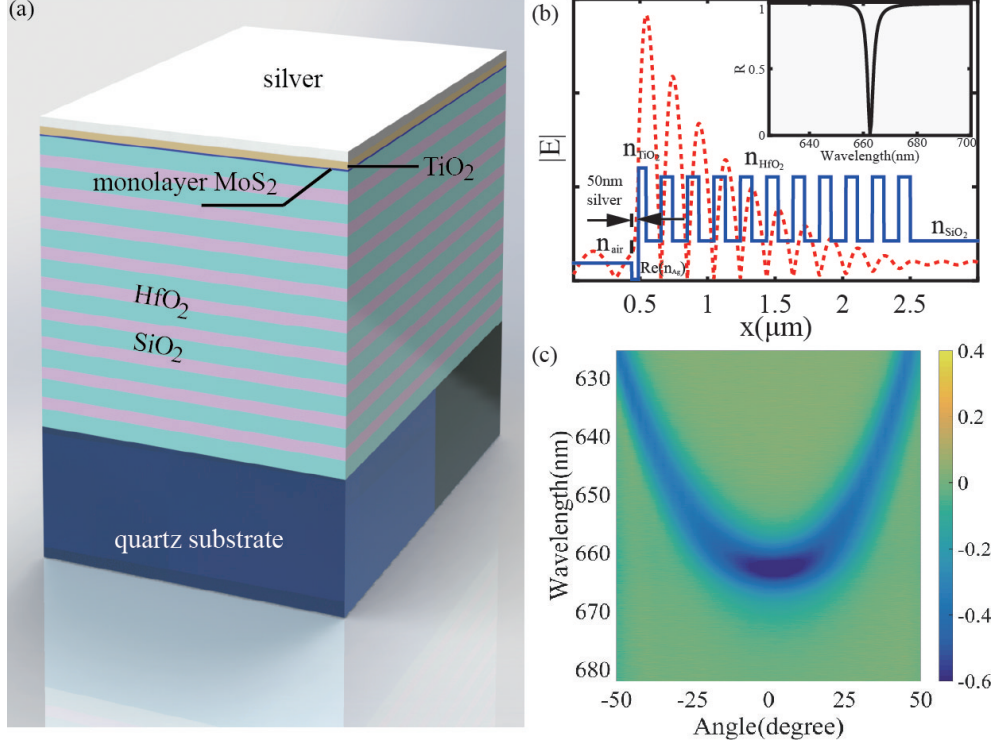 (a)
silver
monolayer MoS2
TiO2
HfO2
SiO2
quartz substrate
(b)
|E|
nTiO2
nHfO2
50nm
silver
nair
Re(nAg)
nSiO2
0.5
1
1.5
2
2.5
x(μm)
R
1
0.5
0
640
660
680
700
Wavelength(nm)
(c)
Wavelength(nm)
630
640
650
660
670
680
-50
-25
0
25
50
Angle(degree)
0.4
0.2
0
-0.2
-0.4
-0.6